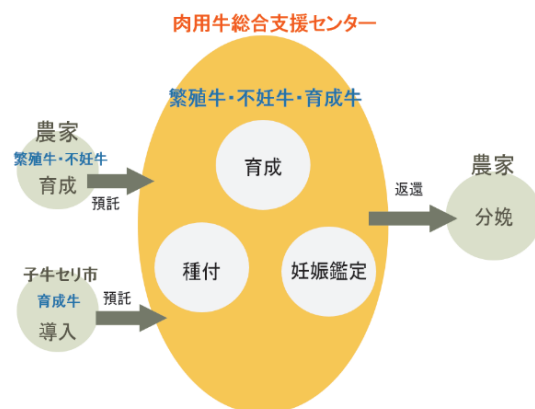 肉用牛総合支援センター
繁殖牛・不妊牛・育成牛
農家
繁殖牛・不妊牛
育成
預託
育成
農家
返還
分娩
種付
妊娠鑑定
子牛セリ市
育成牛
導入
預託